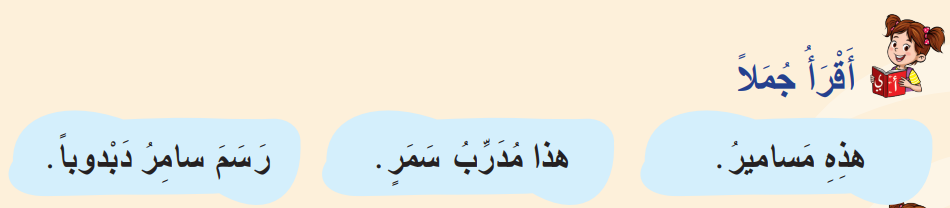 أَقْرَأُ جُمَلاً
هذِهِ مَساميرُ. هذا مُدَرِّبُ سَمَرٍ. رَسَمَ سامِرُ دَبْدوباً.